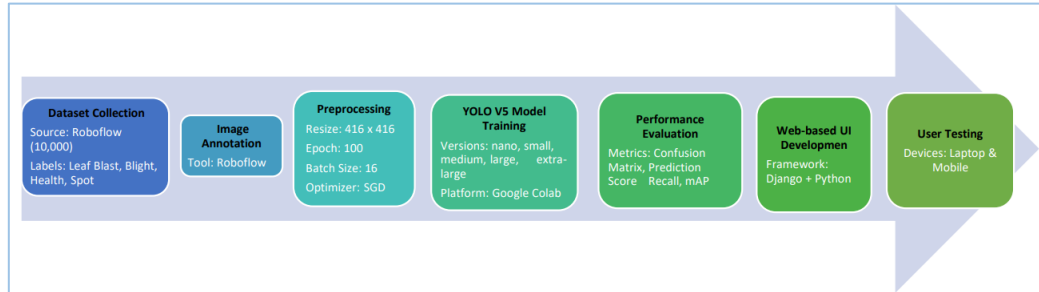 Dataset Collection
Source: Roboflow
(10,000)
Labels: Leaf Blast, Blight,
Health, Spot
Image
Annotation
Tool: Roboflow
Preprocessing
Resize: 416 x 416
Epoch: 100
Batch Size: 16
Optimizer: SGD
YOLO V5 Model
Training
Versions: nano, small,
medium, large, extra-
large
Platform: Google Colab
Performance
Evaluation
Metrics: Confusion
Matrix, Prediction
Score Recall, mAP
Web-based UI
Developmen
Framework:
Django + Python
User Testing
Devices: Laptop &
Mobile